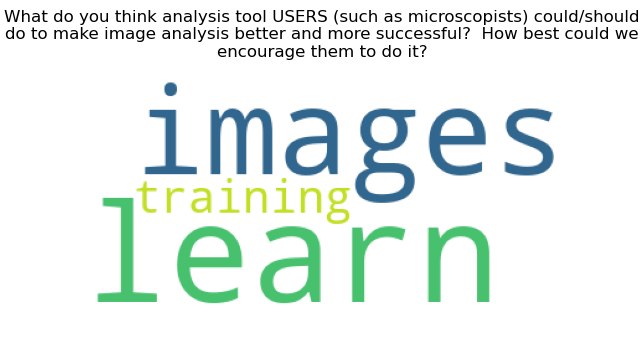 What do you think analysis tool USERS (such as microscopists) could/should
do to make image analysis better and more successful?  How best could we
encourage them to do it?
images
training
learn